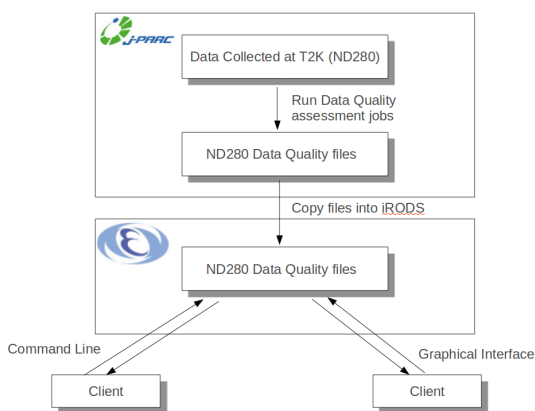 J-PARC
Data Collected at T2K (ND280)
Run Data Quality
assessment jobs
ND280 Data Quality files
Copy files into iRODS
ND280 Data Quality files
Command Line
Graphical Interface
Client
Client